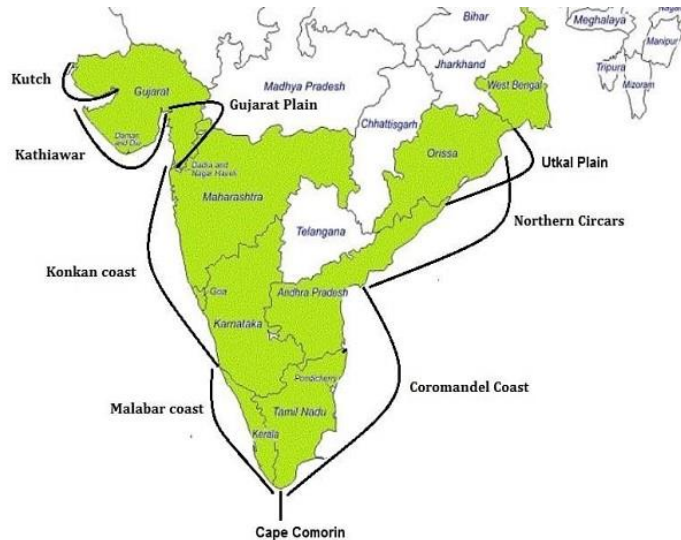 Bihar
Meghalaya
Manipur
Jharkhand
Tripura
Mizoram
Kutch
Gujarat
Madhya Pradesh
West Bengal
Gujarat Plain
Chhattisgarh
Kathiawar
Daman
and Diu
Orissa
Utkal Plain
Dadra and
Nagar Haveli
Maharashtra
Northern Circars
Telangana
Konkan coast
Goa
Andhra Pradesh
Karnataka
Pondicherry
Coromandel Coast
Malabar coast
Tamil Nadu
Kerala
Cape Comorin